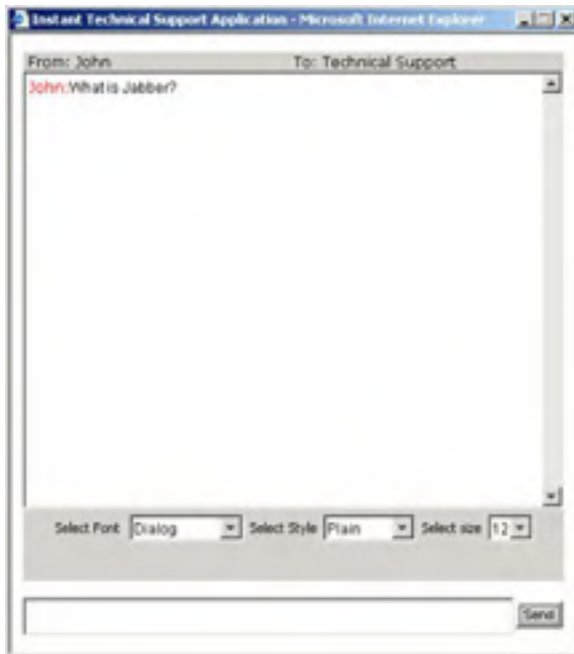 Instant Technical Support Application - Microsoft Internet Explorer
From: John To: Technical Support
John:What is Jabber?
Select Font Dialog Select Style Plain Select size 12
Send